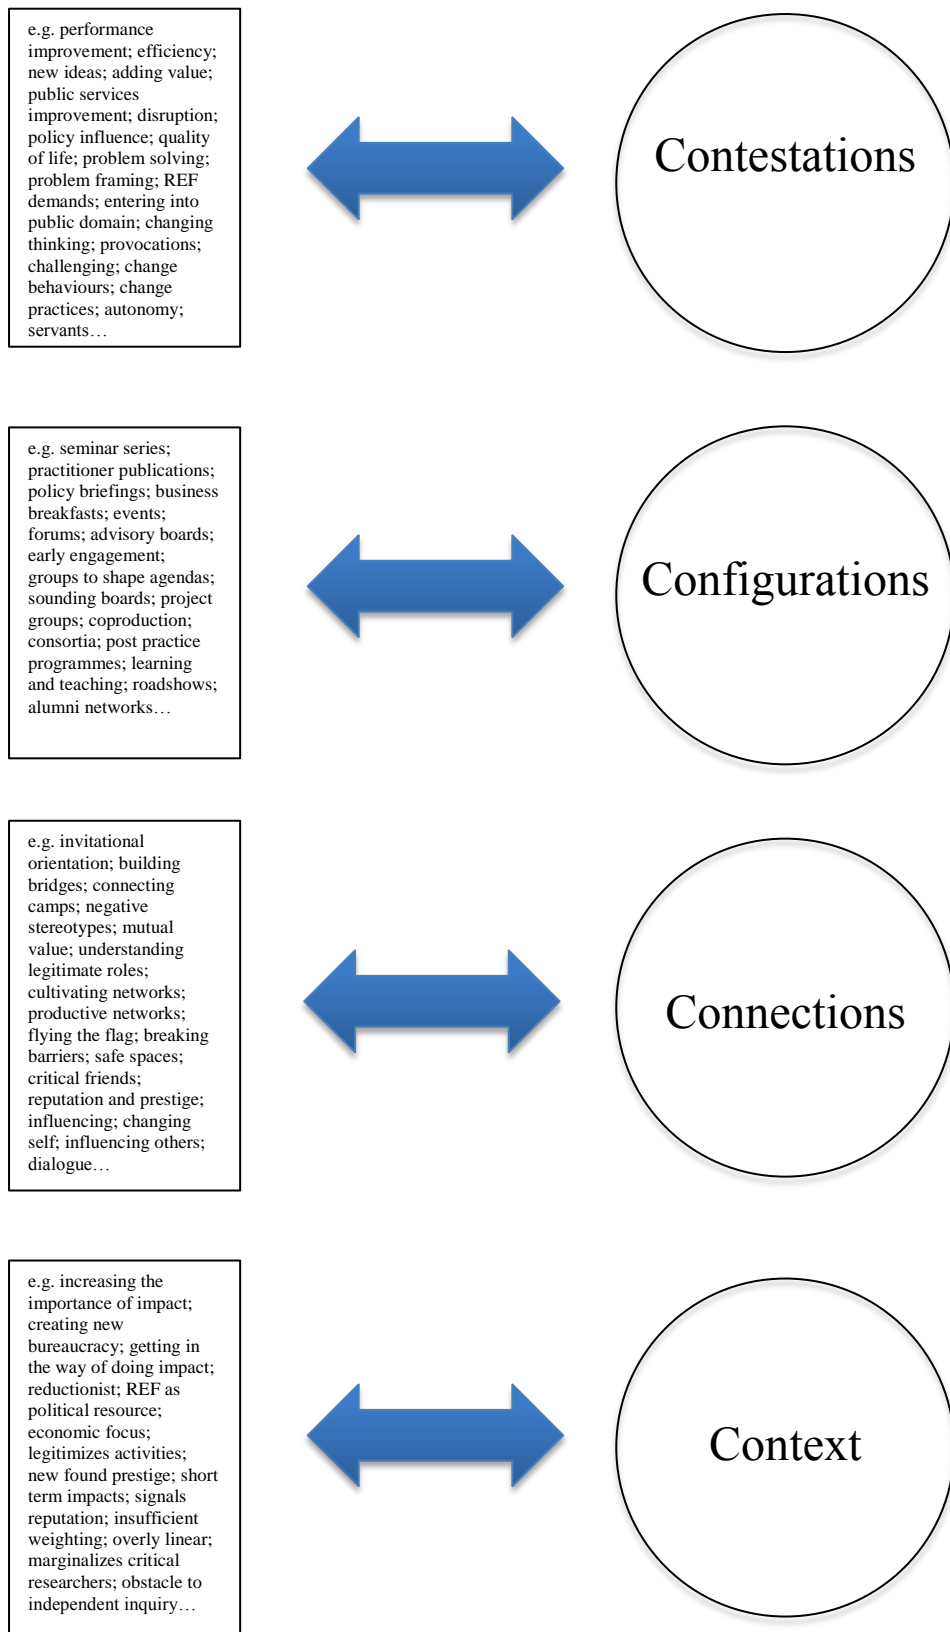 e.g. performance
improvement; efficiency;
new ideas; adding value;
public services
improvement; disruption;
policy influence; quality
of life; problem solving;
problem framing; REF
demands; entering into
public domain; changing
thinking; provocations;
challenging; change
behaviours; change
practices; autonomy;
servants…
Contestations
e.g. seminar series;
practitioner publications;
policy briefings; business
breakfasts; events;
forums; advisory boards;
early engagement;
groups to shape agendas;
sounding boards; project
groups; coproduction;
consortia; post practice
programmes; learning
and teaching; roadshows;
alumni networks…
Configurations
e.g. invitational
orientation; building
bridges; connecting
camps; negative
stereotypes; mutual
value; understanding
legitimate roles;
cultivating networks;
productive networks;
flying the flag; breaking
barriers; safe spaces;
critical friends;
reputation and prestige;
influencing; changing
self; influencing others;
dialogue…
Connections
e.g. increasing the
importance of impact;
creating new
bureaucracy; getting in
the way of doing impact;
reductionist; REF as
political resource;
economic focus;
legitimizes activities;
new found prestige; short
term impacts; signals
reputation; insufficient
weighting; overly linear;
marginalizes critical
researchers; obstacle to
independent inquiry…
Context